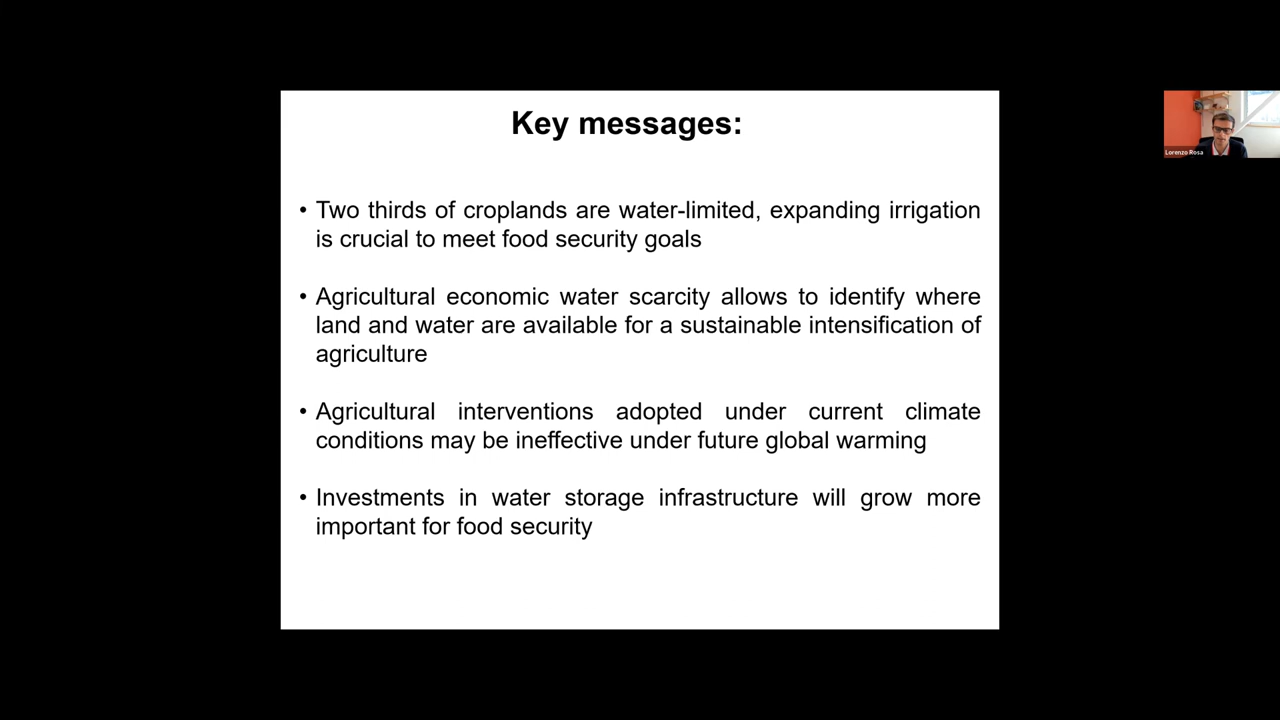 Key messages:
• Two thirds of croplands are water-limited, expanding irrigation
is crucial to meet food security goals
• Agricultural economic water scarcity allows to identify where
land and water are available for a sustainable intensification of
agriculture
• Agricultural interventions adopted under current climate
conditions may be ineffective under future global warming
• Investments in water storage infrastructure will grow more
important for food security
Lorenzo Rosa